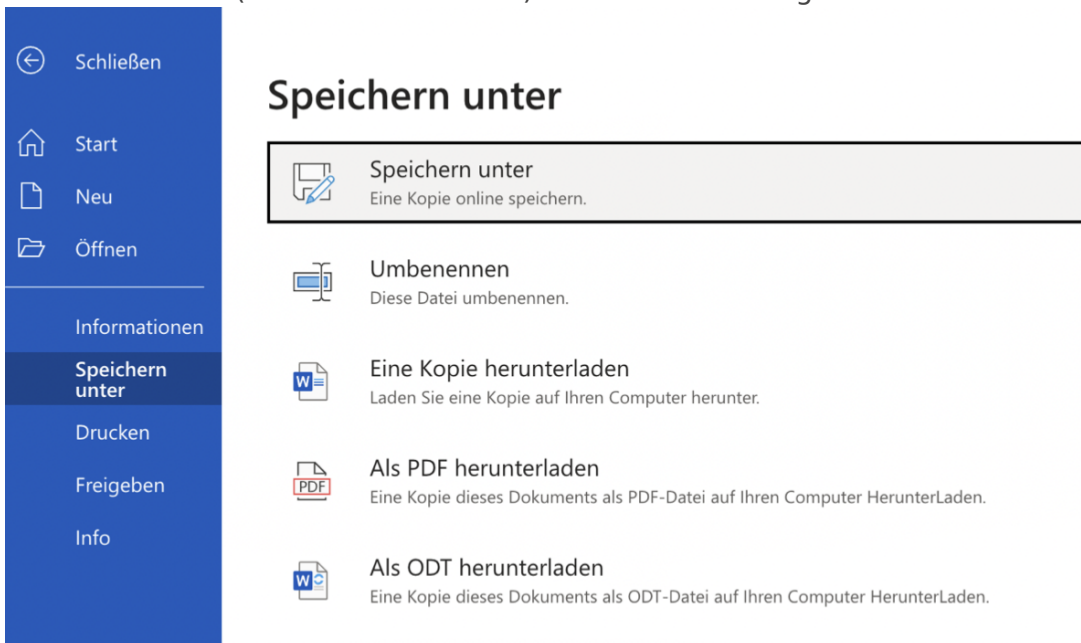 Schließen
Start
Neu
Öffnen
Informationen
Speichern
unter
Drucken
Freigeben
Info
Speichern unter
Speichern unter
Eine Kopie online speichern.
Umbenennen
Diese Datei umbenennen.
W
Eine Kopie herunterladen
Laden Sie eine Kopie auf Ihren Computer herunter.
PDF
Als PDF herunterladen
Eine Kopie dieses Dokuments als PDF-Datei auf Ihren Computer HerunterLaden.
W
Als ODT herunterladen
Eine Kopie dieses Dokuments als ODT-Datei auf Ihren Computer HerunterLaden.